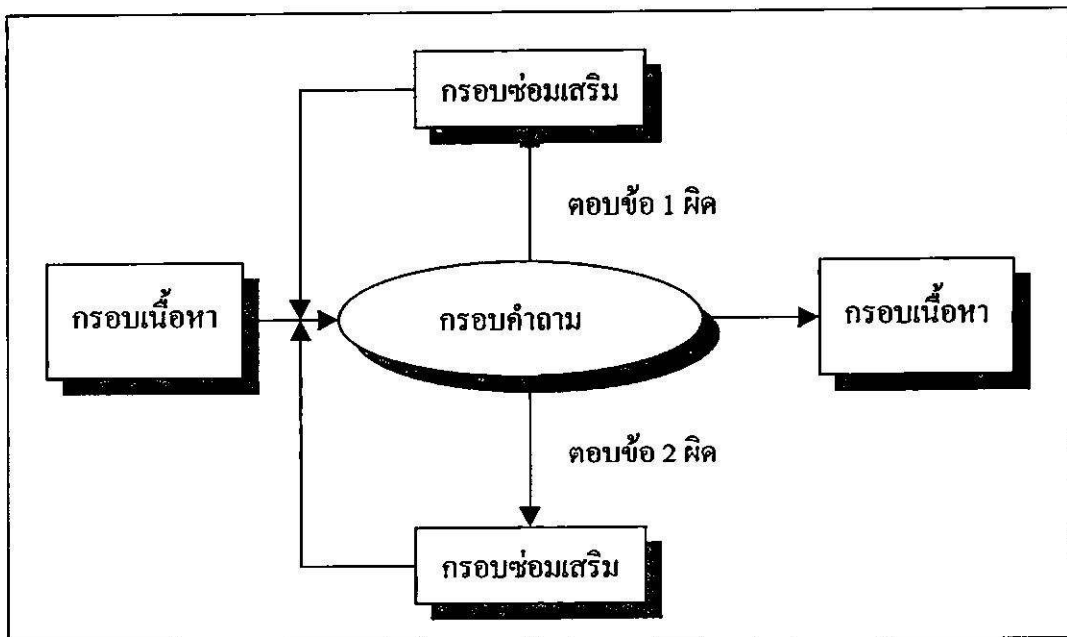 กรอบซ่อมเสริม
ตอบข้อ 1 ผิด
กรอบเนื้อหา
กรอบคำถาม
กรอบเนื้อหา
ตอบข้อ 2 ผิด
กรอบซ่อมเสริม